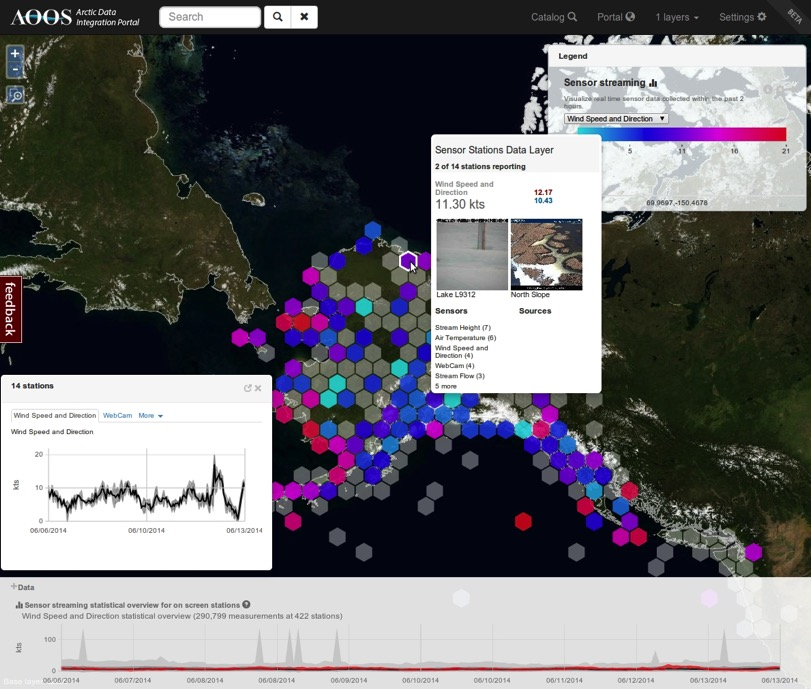 AOOS Arctic Data
Integration Portal
Search
Catalog
Portal
1 layers
Settings
BETA
+
-
Legend
Sensor streaming
Visualize real time sensor data collected within the past 2
hours.
Wind Speed and Direction
5 11 16 21
69.9697,-150.4678
Sensor Stations Data Layer
2 of 14 stations reporting
Wind Speed and
Direction
11.30 kts
12.17
10.43
Lake L9312
North Slope
Sensors
Sources
Stream Height (7)
Air Temperature (6)
Wind Speed and
Direction (4)
WebCam (4)
Stream Flow (3)
5 more
feedback
14 stations
Wind Speed and Direction WebCam More
Wind Speed and Direction
20
10
0
kts
06/06/2014 06/10/2014 06/13/2014
Data
Sensor streaming statistical overview for on screen stations
Wind Speed and Direction statistical overview (290,799 measurements at 422 stations)
100
0
kts
06/06/2014 06/07/2014 06/08/2014 06/08/2014 06/09/2014 06/10/2014 06/10/2014 06/11/2014 06/12/2014 06/13/2014 06/13/2014